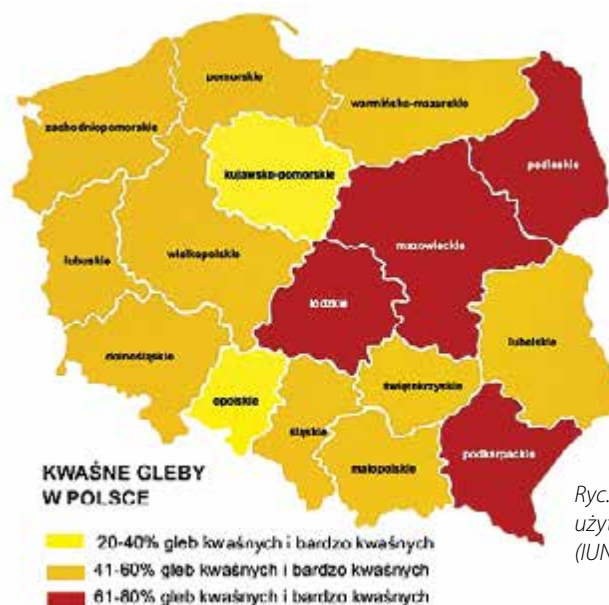 pomorskie
warmińsko-mazurskie
zachodniopomorskie
podlaskie
kujawsko-pomorskie
mazowieckie
wielkopolskie
lubuskie
łódzkie
lubelskie
dolnośląskie
świętokrzyskie
opolskie
śląskie
podkarpackie
małopolskie
KWAŚNE GLEBY
W POLSCE
20-40% gleb kwaśnych i bardzo kwaśnych
41-60% gleb kwaśnych i bardzo kwaśnych
61-80% gleb kwaśnych i bardzo kwaśnych
Ryc.
użyt
(IUN